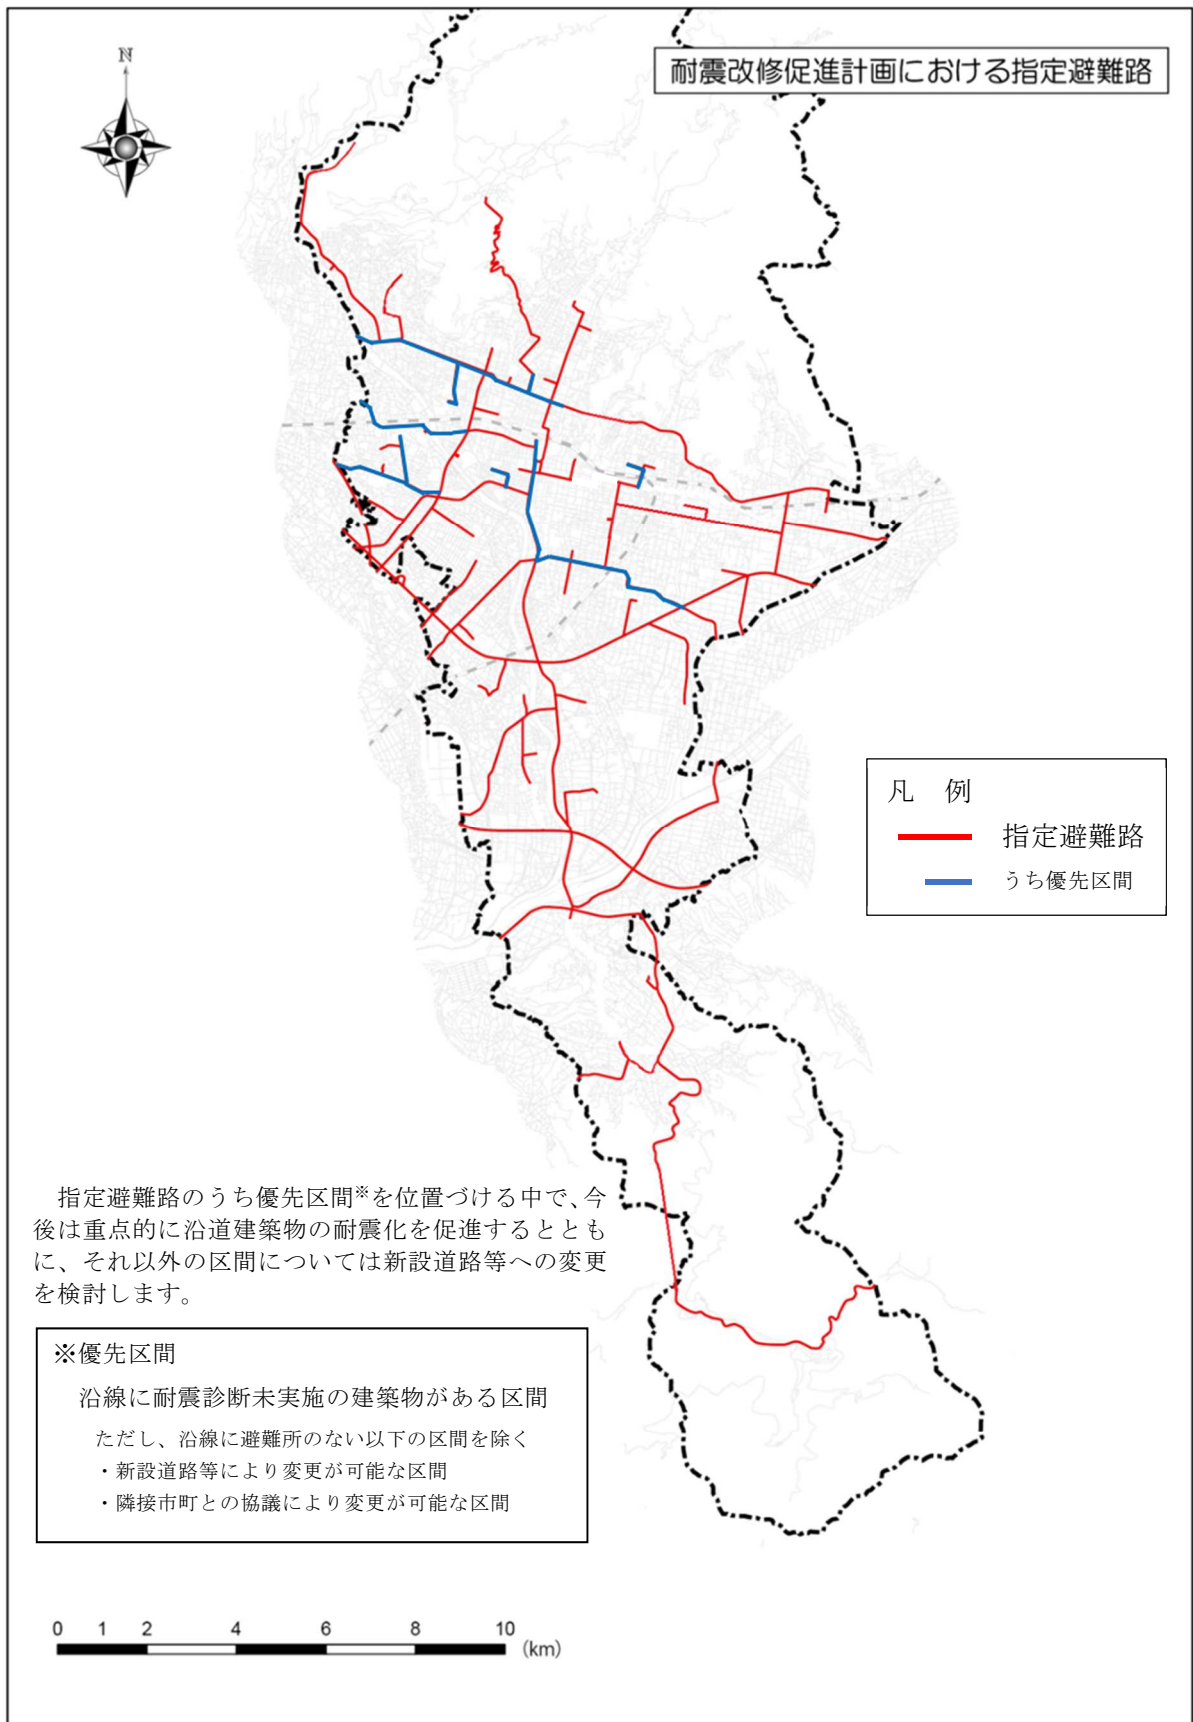 N
耐震改修促進計画における指定避難路
凡 例
指定避難路
うち優先区間
指定避難路のうち優先区間※を位置づける中で、今
後は重点的に沿道建築物の耐震化を促進するととも
に、それ以外の区間については新設道路等への変更
を検討します。
※優先区間
沿線に耐震診断未実施の建築物がある区間
ただし、沿線に避難所のない以下の区間を除く
・新設道路等により変更が可能な区間
・隣接市町との協議により変更が可能な区間
0 1 2 4 6 8 10 (km)